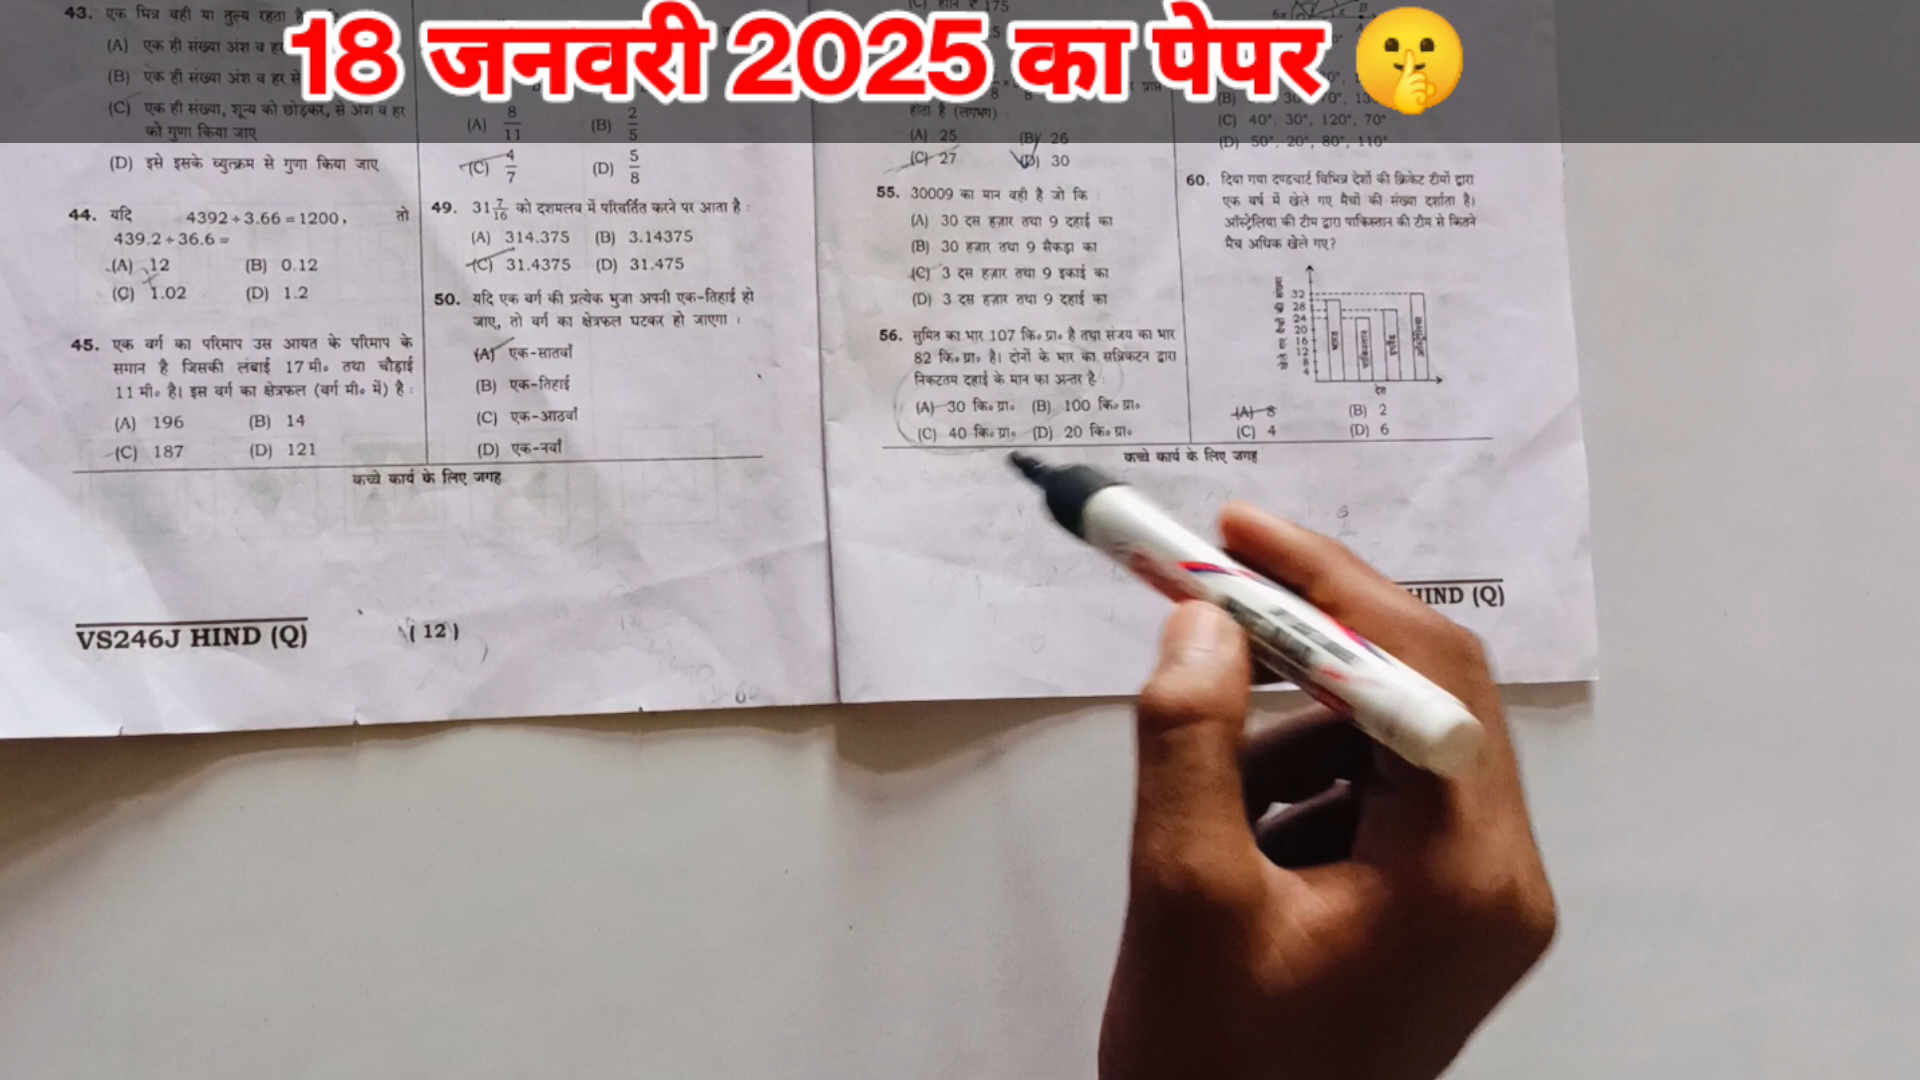 18 जनवरी 2025 का पेपर
43. एक भिन्न वही या तुल्य रहता है
(A) एक ही संख्या अंश व हर
(B) एक ही संख्या अंश व हर से
(C) एक ही संख्या, शून्य को छोड़कर, से अंश व हर
को गुणा किया जाए
(D) इसे इसके व्युत्क्रम से गुणा किया जाए
44. यदि 4392÷3.66=1200, तो
439.2÷36.6=
(A) 12 (B) 0.12
(C) 1.02 (D) 1.2
45. एक वर्ग का परिमाप उस आयत के परिमाप के
समान है जिसकी लंबाई 17 मी० तथा चौड़ाई
11 मी० है। इस वर्ग का क्षेत्रफल (वर्ग मी० में) है :
(A) 196 (B) 14
(C) 187 (D) 121
कच्चे कार्य के लिए जगह
VS246J HIND (Q)
( 12 )
(A) 8/11 (B) 2/5
(C) 4/7 (D) 5/8
49. 31 7/16 को दशमलव में परिवर्तित करने पर आता है :
(A) 314.375 (B) 3.14375
(C) 31.4375 (D) 31.475
50. यदि एक वर्ग की प्रत्येक भुजा अपनी एक-तिहाई हो
जाए, तो वर्ग का क्षेत्रफल घटकर हो जाएगा :
(A) एक-सातवाँ
(B) एक-तिहाई
(C) एक-आठवाँ
(D) एक-नवाँ
60
175
होता है (लगभग)
(A) 25 (B) 26
(C) 27 (D) 30
55. 30009 का मान वही है जो कि
(A) 30 दस हज़ार तथा 9 दहाई का
(B) 30 हज़ार तथा 9 सैकड़ा का
(C) 3 दस हज़ार तथा 9 इकाई का
(D) 3 दस हज़ार तथा 9 दहाई का
56. सुमित का भार 107 कि० ग्रा० है तथा संजय का भार
82 कि० ग्रा० है। दोनों के भार का सन्निकटन द्वारा
निकटतम दहाई के मान का अन्तर है
(A) 30 कि० ग्रा० (B) 100 कि० ग्रा०
(C) 40 कि० ग्रा० (D) 20 कि० ग्रा०
कच्चे कार्य के लिए जगह
(B)
(C) 40°, 30°, 120°, 70°
(D) 50°, 20°, 80°, 110°
60. दिया गया दण्डचार्ट विभिन्न देशों की क्रिकेट टीमों द्वारा
एक वर्ष में खेले गए मैचों की संख्या दर्शाता है।
ऑस्ट्रेलिया की टीम द्वारा पाकिस्तान की टीम से कितने
मैच अधिक खेले गए?
32
28
24
20
16
12
8
4
भारत
पाकिस्तान
इंग्लैंड
ऑस्ट्रेलिया
देश
(A) 8 (B) 2
(C) 4 (D) 6
HIND (Q)